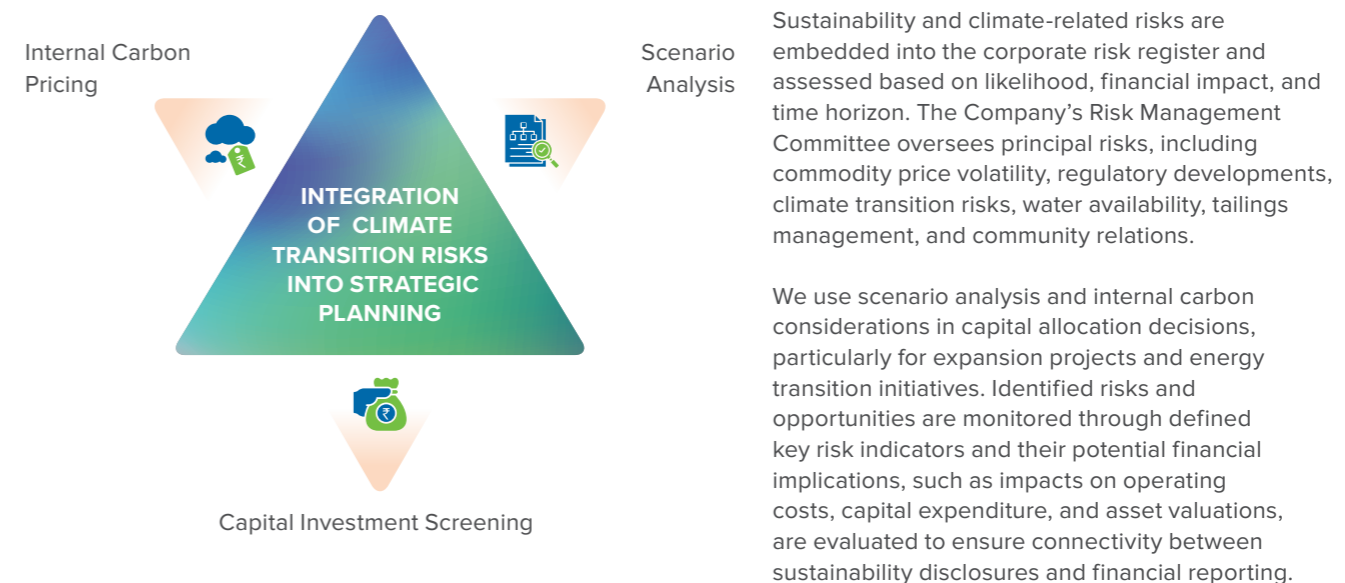 Internal Carbon
Pricing
Scenario
Analysis
INTEGRATION
OF CLIMATE
TRANSITION RISKS
INTO STRATEGIC
PLANNING
₹
₹
Capital Investment Screening
Sustainability and climate-related risks are
embedded into the corporate risk register and
assessed based on likelihood, financial impact, and
time horizon. The Company’s Risk Management
Committee oversees principal risks, including
commodity price volatility, regulatory developments,
climate transition risks, water availability, tailings
management, and community relations.
We use scenario analysis and internal carbon
considerations in capital allocation decisions,
particularly for expansion projects and energy
transition initiatives. Identified risks and
opportunities are monitored through defined
key risk indicators and their potential financial
implications, such as impacts on operating
costs, capital expenditure, and asset valuations,
are evaluated to ensure connectivity between
sustainability disclosures and financial reporting.